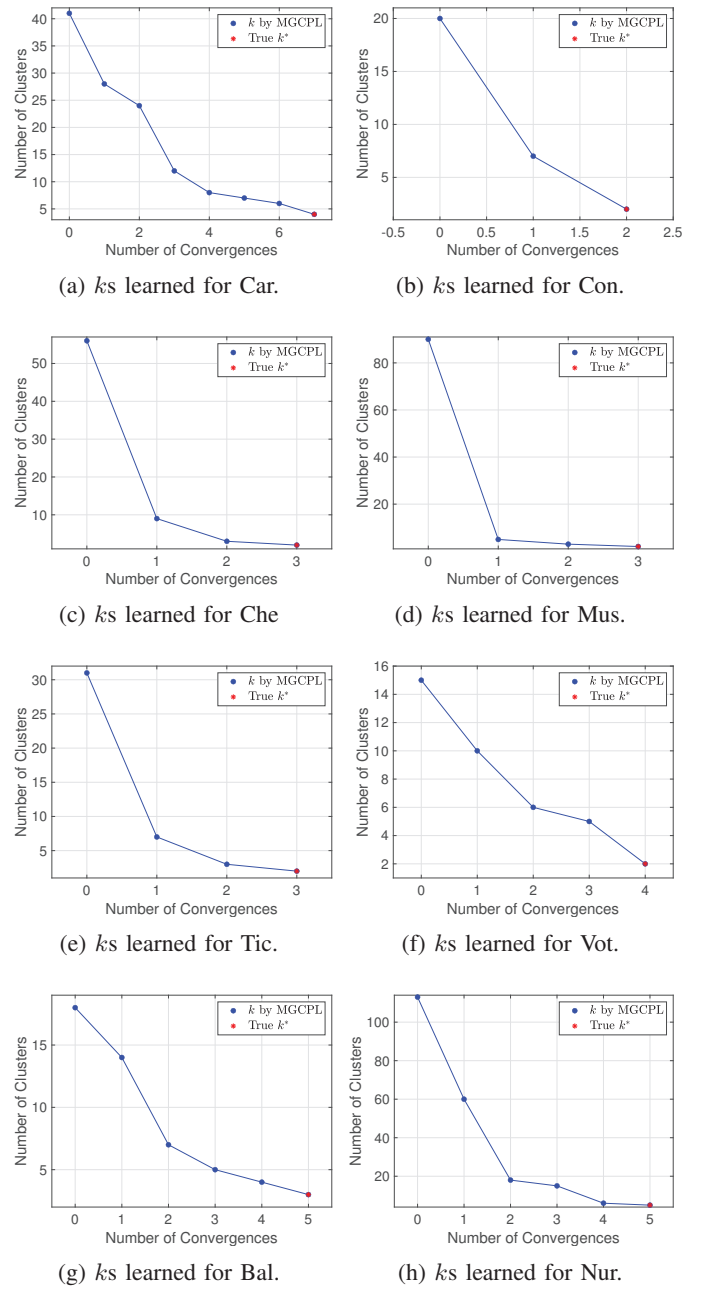 40
35
30
25
20
15
10
5
0
2
4
6
Number of Clusters
Number of Convergences
k by MGCPL
True k*
(a) ks learned for Car.
20
15
10
5
-0.5
0
0.5
1
1.5
2
2.5
Number of Clusters
Number of Convergences
k by MGCPL
True k*
(b) ks learned for Con.
50
40
30
20
10
0
1
2
3
Number of Clusters
Number of Convergences
k by MGCPL
True k*
(c) ks learned for Che
80
60
40
20
0
1
2
3
Number of Clusters
Number of Convergences
k by MGCPL
True k*
(d) ks learned for Mus.
30
25
20
15
10
5
0
1
2
3
Number of Clusters
Number of Convergences
k by MGCPL
True k*
(e) ks learned for Tic.
16
14
12
10
8
6
4
2
0
1
2
3
4
Number of Clusters
Number of Convergences
k by MGCPL
True k*
(f) ks learned for Vot.
15
10
5
0
1
2
3
4
5
Number of Clusters
Number of Convergences
k by MGCPL
True k*
(g) ks learned for Bal.
100
80
60
40
20
0
1
2
3
4
5
Number of Clusters
Number of Convergences
k by MGCPL
True k*
(h) ks learned for Nur.